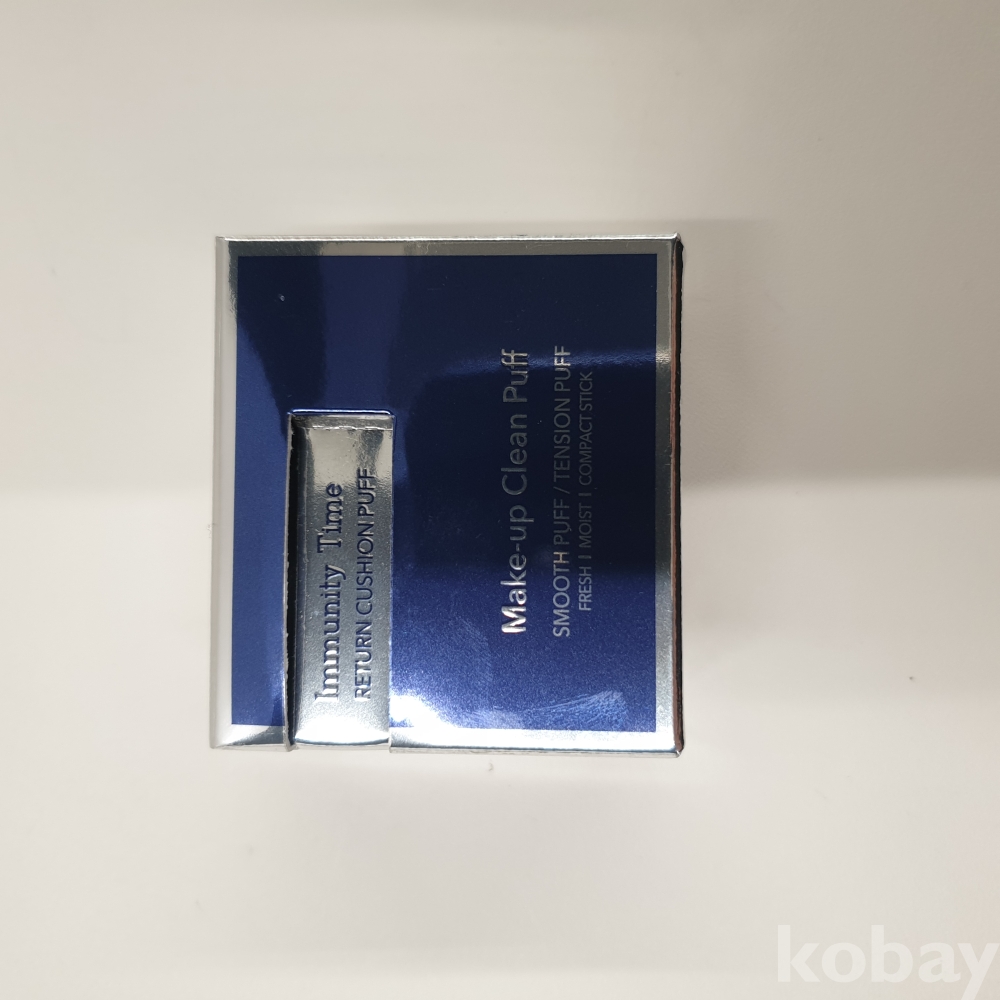 Immunity Time
RETURN CUSHION PUFF
Make-up Clean Puff
SMOOTH PUFF / TENSION PUFF
FRESH I MOIST I COMPACT STICK
kobay